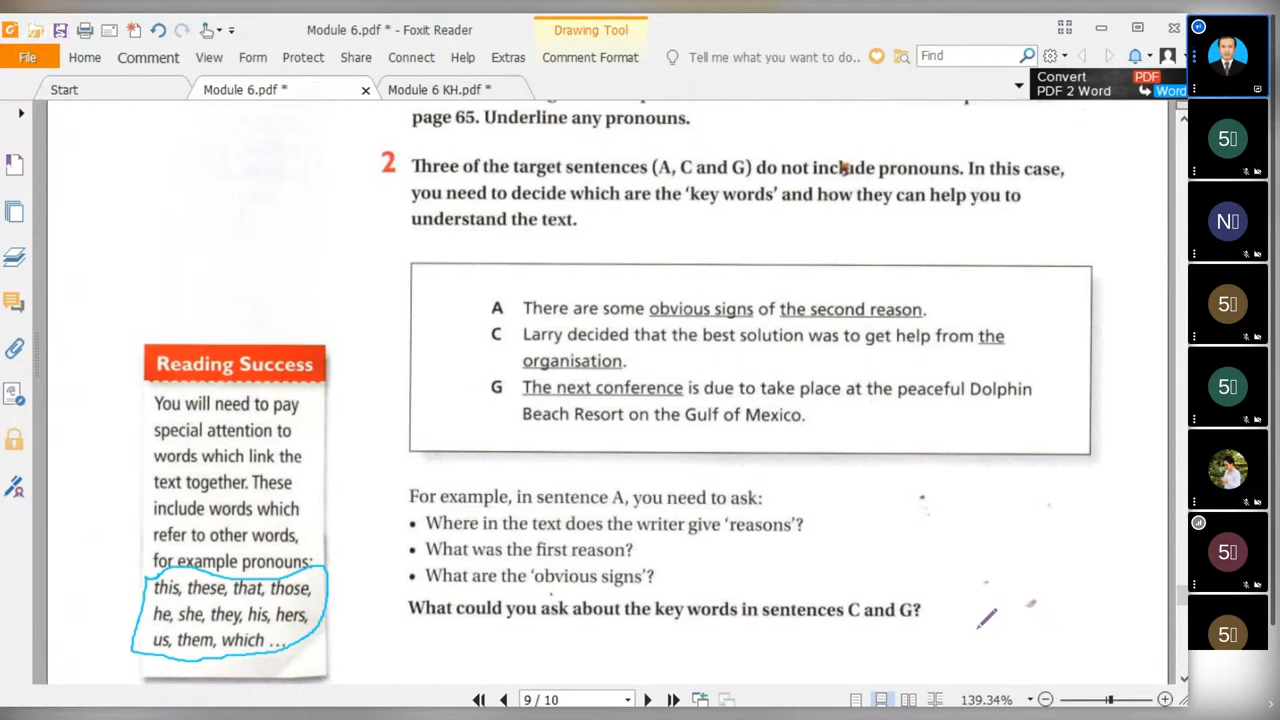 Module 6.pdf * - Foxit Reader
Drawing Tool
File
Home
Comment
View
Form
Protect
Share
Connect
Help
Extras
Comment Format
Tell me what you want to do..
Find
Start
Module 6.pdf *
Module 6 KH.pdf *
Convert PDF
PDF 2 Word Word
page 65. Underline any pronouns.
2 Three of the target sentences (A, C and G) do not include pronouns. In this case,
you need to decide which are the ‘key words’ and how they can help you to
understand the text.
A There are some obvious signs of the second reason.
C Larry decided that the best solution was to get help from the
organisation.
G The next conference is due to take place at the peaceful Dolphin
Beach Resort on the Gulf of Mexico.
Reading Success
You will need to pay
special attention to
words which link the
text together. These
include words which
refer to other words,
for example pronouns:
this, these, that, those,
he, she, they, his, hers,
us, them, which ...
For example, in sentence A, you need to ask:
• Where in the text does the writer give ‘reasons’?
• What was the first reason?
• What are the ‘obvious signs’?
What could you ask about the key words in sentences C and G?
9 / 10
139.34%
5
N
5
5
5
5